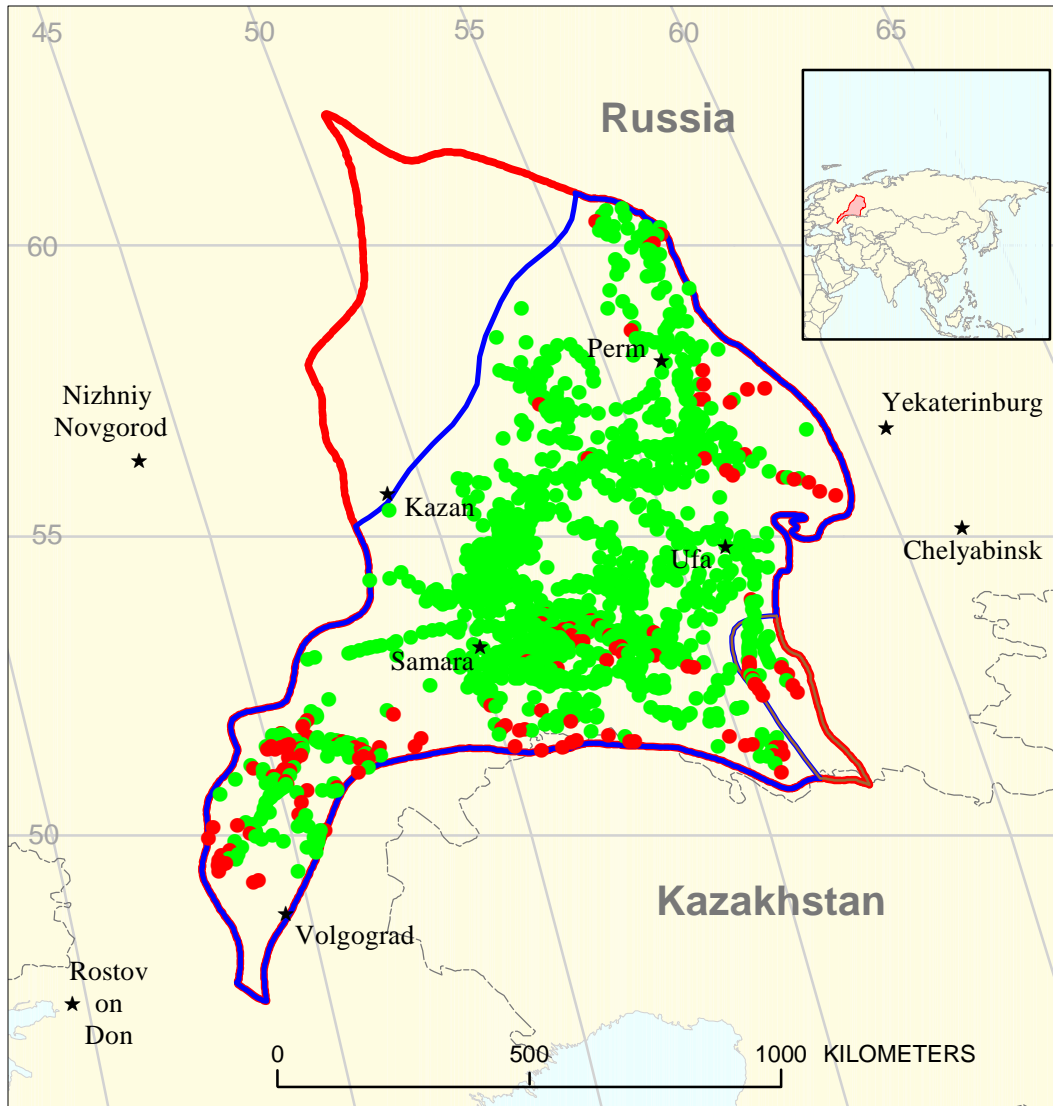 45
50
55
60
65
Russia
60
Perm
Nizhniy
Novgorod
Yekaterinburg
Kazan
55
Ufa
Chelyabinsk
Samara
50
Kazakhstan
Volgograd
Rostov
on
Don
0 500 1000 KILOMETERS